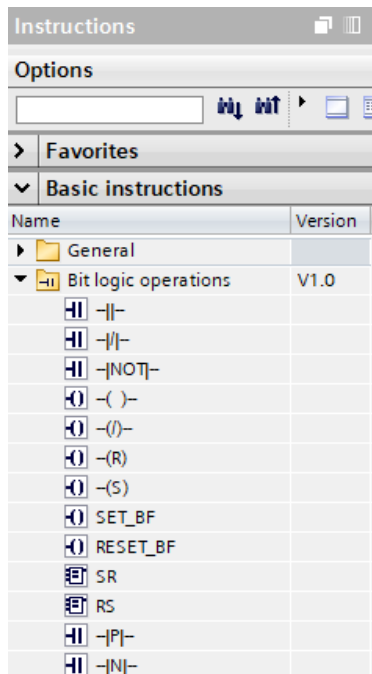 Instructions
Options
Favorites
Basic instructions
Name Version
General
Bit logic operations V1.0
-||-
-|/|-
-|NOT|-
-( )-
-(/)-
-(R)
-(S)
SET_BF
RESET_BF
SR
RS
-|P|-
-|N|-